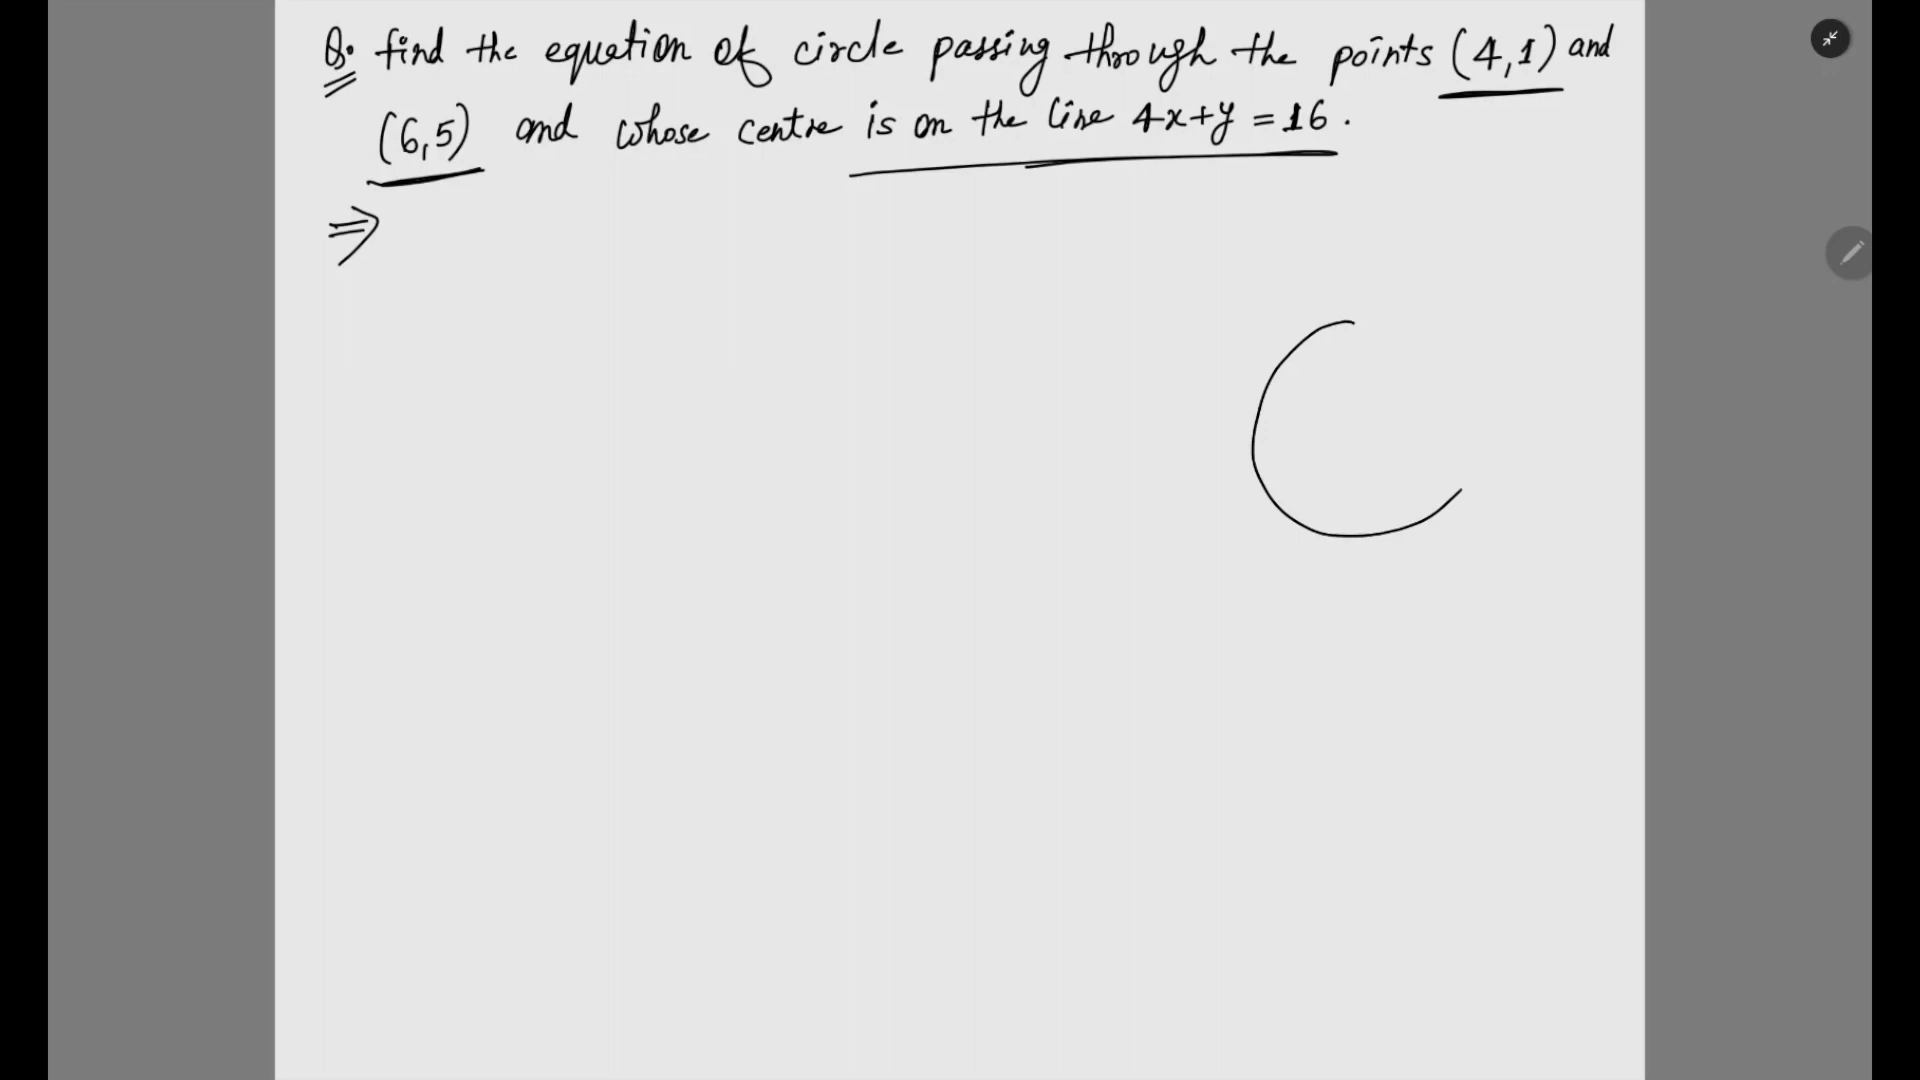 Q. find the equation of circle passing through the points (4,1) and
(6,5) and whose centre is on the line 4x+y =16.
⇒